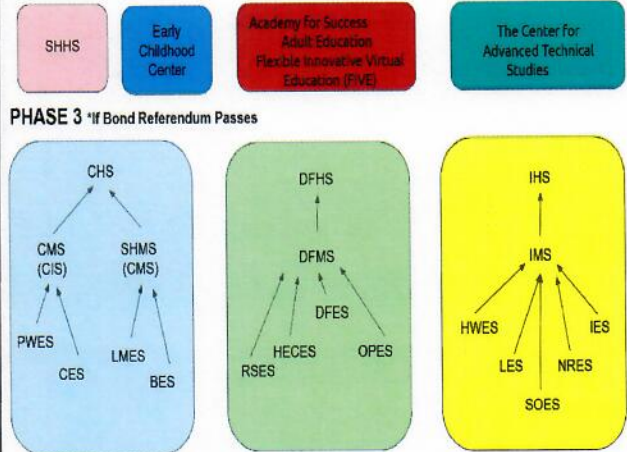 SHHS
Early
Childhood
Center
Academy for Success
Adult Education
Flexible Innovative Virtual
Education (FIVE)
The Center for
Advanced Technical
Studies
PHASE 3 *If Bond Referendum Passes
CHS
CMS
(CIS)
SHMS
(CMS)
PWES
CES
LMES
BES
DFHS
DFMS
DFES
HECES
OPES
RSES
IHS
IMS
HWES
IES
LES
NRES
SOES